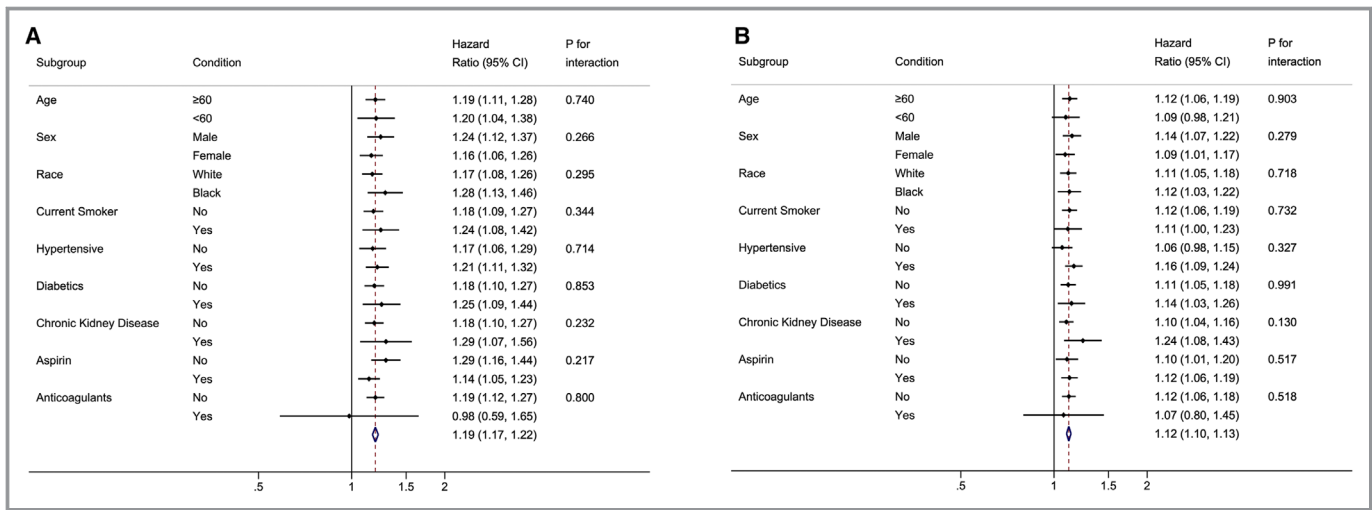 A
Hazard P for
Subgroup Condition Ratio (95% CI) interaction
Age ≥60 1.19 (1.11, 1.28) 0.740
<60 1.20 (1.04, 1.38)
Sex Male 1.24 (1.12, 1.37) 0.266
Female 1.16 (1.06, 1.26)
Race White 1.17 (1.08, 1.26) 0.295
Black 1.28 (1.13, 1.46)
Current Smoker No 1.18 (1.09, 1.27) 0.344
Yes 1.24 (1.08, 1.42)
Hypertensive No 1.17 (1.06, 1.29) 0.714
Yes 1.21 (1.11, 1.32)
Diabetics No 1.18 (1.10, 1.27) 0.853
Yes 1.25 (1.09, 1.44)
Chronic Kidney Disease No 1.18 (1.10, 1.27) 0.232
Yes 1.29 (1.07, 1.56)
Aspirin No 1.29 (1.16, 1.44) 0.217
Yes 1.14 (1.05, 1.23)
Anticoagulants No 1.19 (1.12, 1.27) 0.800
Yes 0.98 (0.59, 1.65)
1.19 (1.17, 1.22)
.5 1 1.5 2
B
Hazard P for
Subgroup Condition Ratio (95% CI) interaction
Age ≥60 1.12 (1.06, 1.19) 0.903
<60 1.09 (0.98, 1.21)
Sex Male 1.14 (1.07, 1.22) 0.279
Female 1.09 (1.01, 1.17)
Race White 1.11 (1.05, 1.18) 0.718
Black 1.12 (1.03, 1.22)
Current Smoker No 1.12 (1.06, 1.19) 0.732
Yes 1.11 (1.00, 1.23)
Hypertensive No 1.06 (0.98, 1.15) 0.327
Yes 1.16 (1.09, 1.24)
Diabetics No 1.11 (1.05, 1.18) 0.991
Yes 1.14 (1.03, 1.26)
Chronic Kidney Disease No 1.10 (1.04, 1.16) 0.130
Yes 1.24 (1.08, 1.43)
Aspirin No 1.10 (1.01, 1.20) 0.517
Yes 1.12 (1.06, 1.19)
Anticoagulants No 1.12 (1.06, 1.18) 0.518
Yes 1.07 (0.80, 1.45)
1.12 (1.10, 1.13)
.5 1 1.5 2